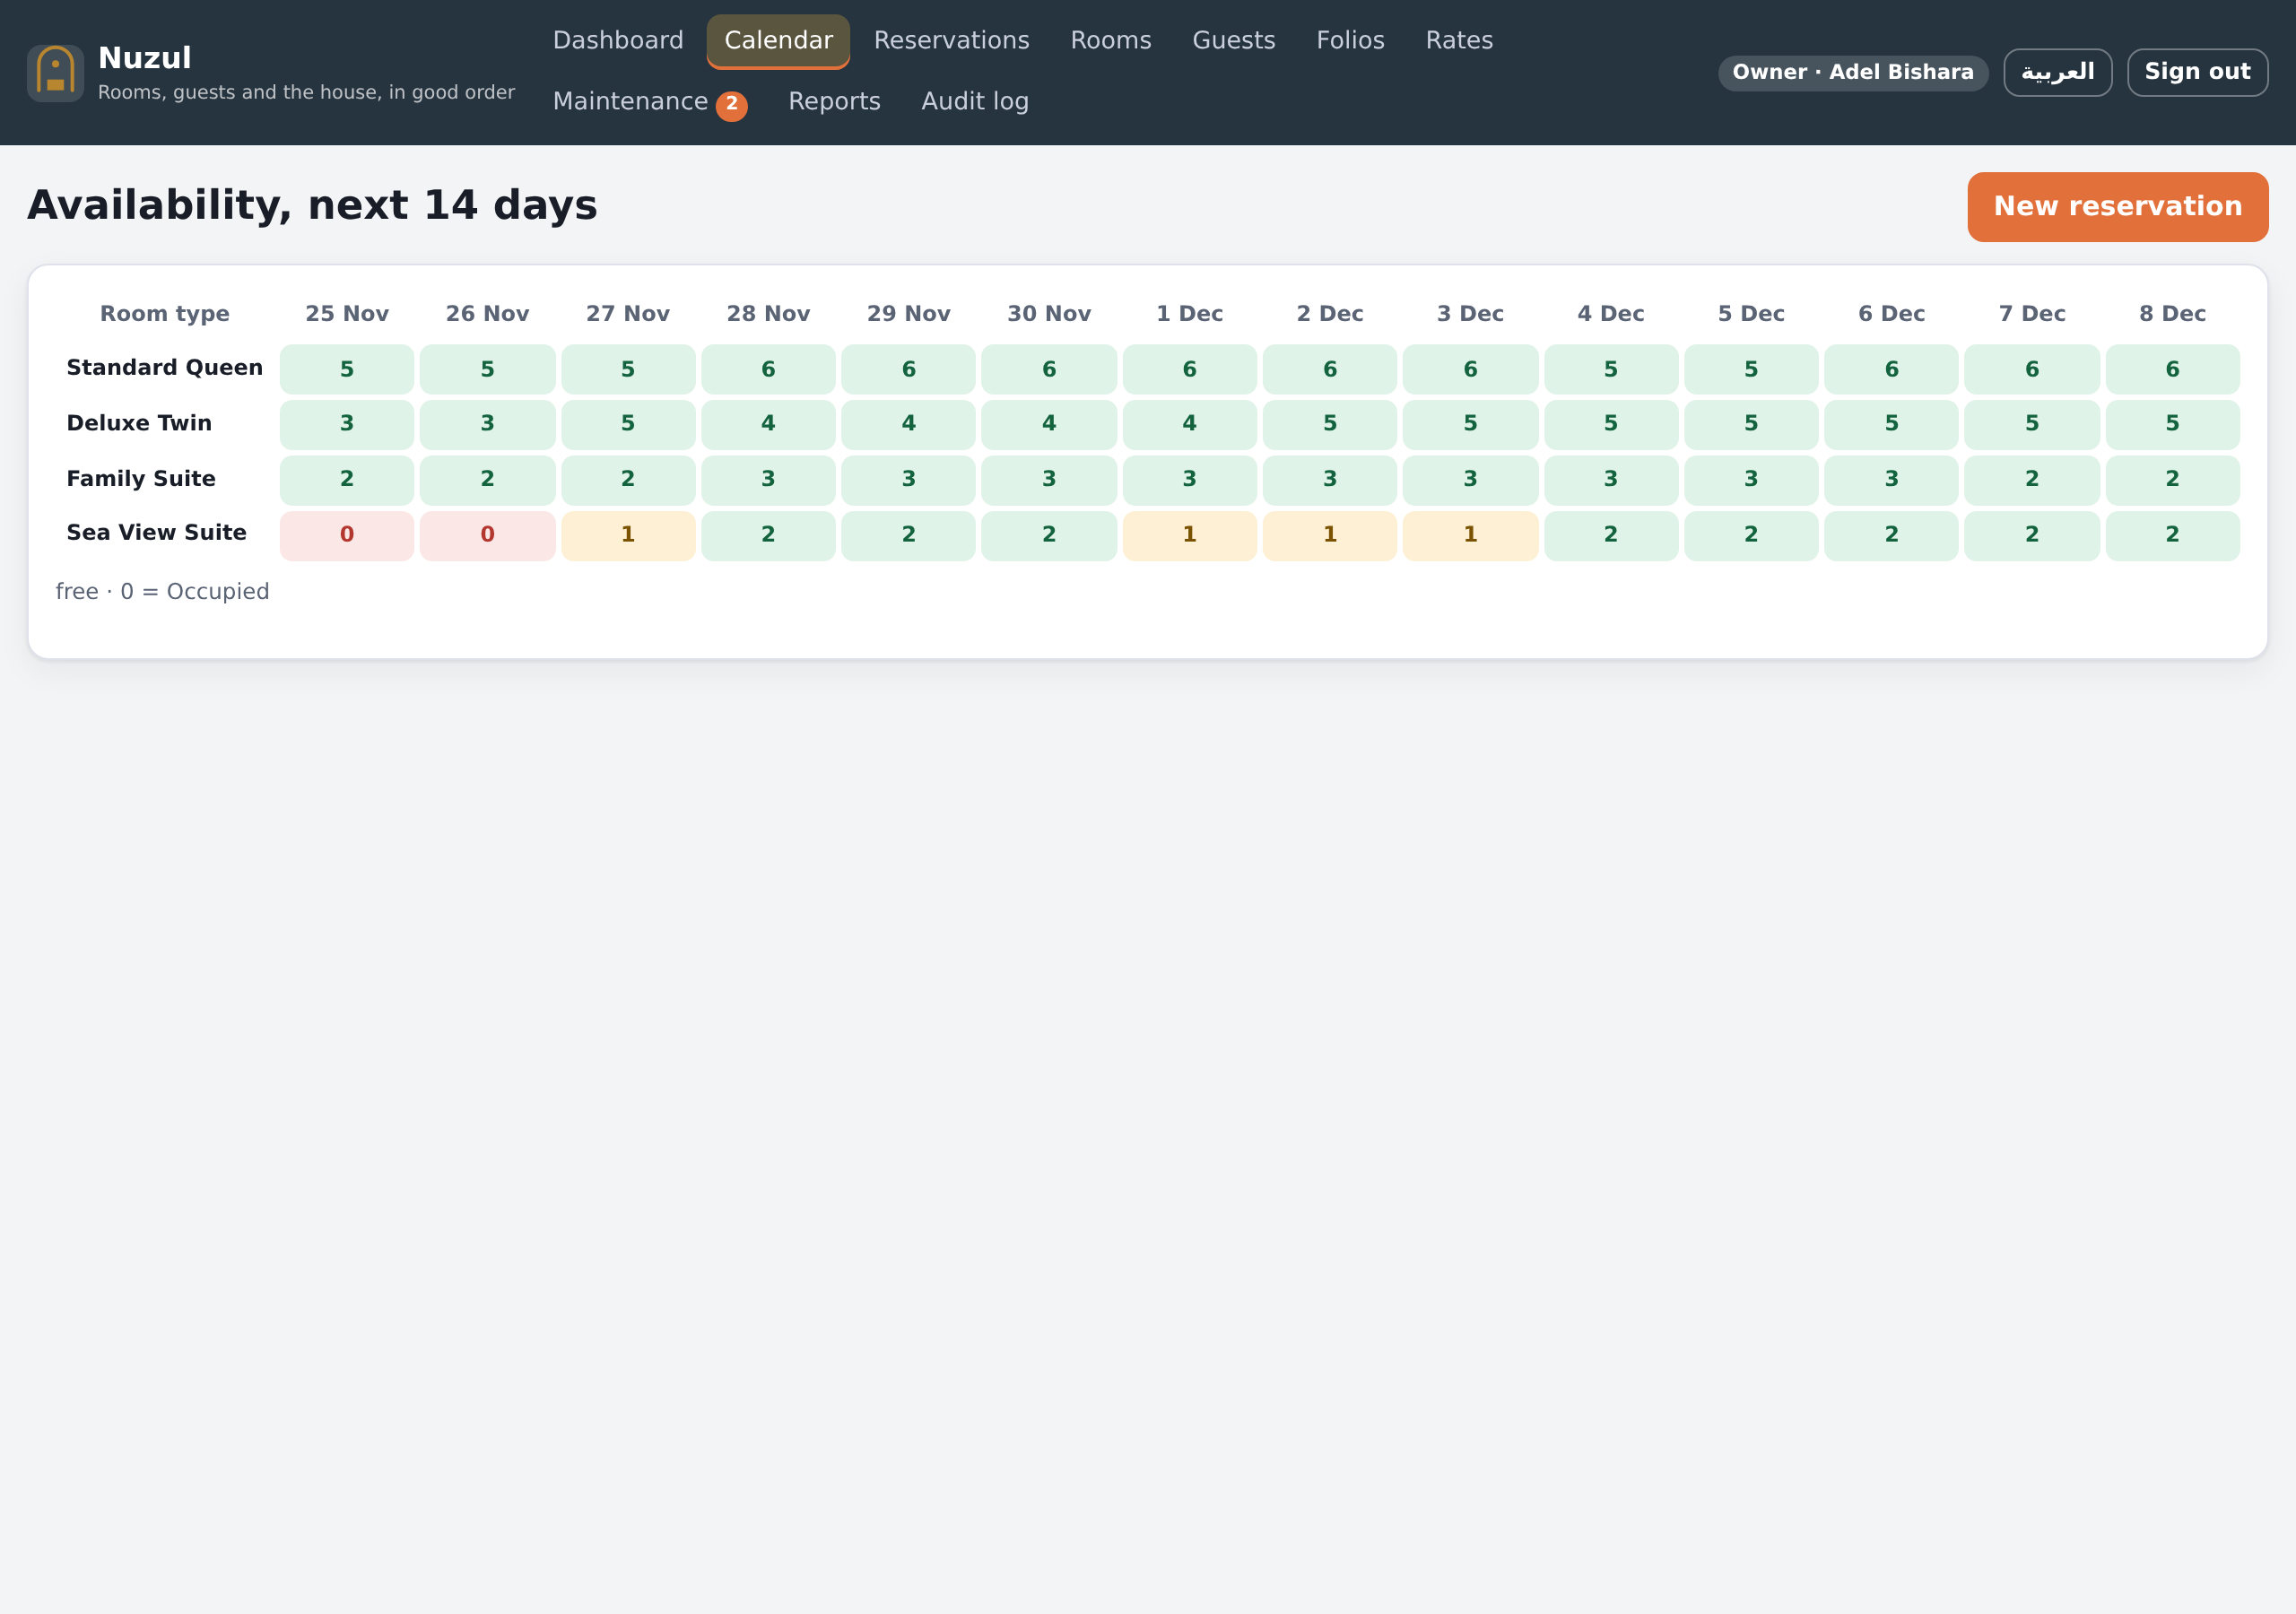 Nuzul
Rooms, guests and the house, in good order
Dashboard Calendar Reservations Rooms Guests Folios Rates
Maintenance 2 Reports Audit log
Owner · Adel Bishara العربية Sign out
Availability, next 14 days
New reservation
Room type 25 Nov 26 Nov 27 Nov 28 Nov 29 Nov 30 Nov 1 Dec 2 Dec 3 Dec 4 Dec 5 Dec 6 Dec 7 Dec 8 Dec
Standard Queen 5 5 5 6 6 6 6 6 6 5 5 6 6 6
Deluxe Twin 3 3 5 4 4 4 4 5 5 5 5 5 5 5
Family Suite 2 2 2 3 3 3 3 3 3 3 3 3 2 2
Sea View Suite 0 0 1 2 2 2 1 1 1 2 2 2 2 2
free · 0 = Occupied